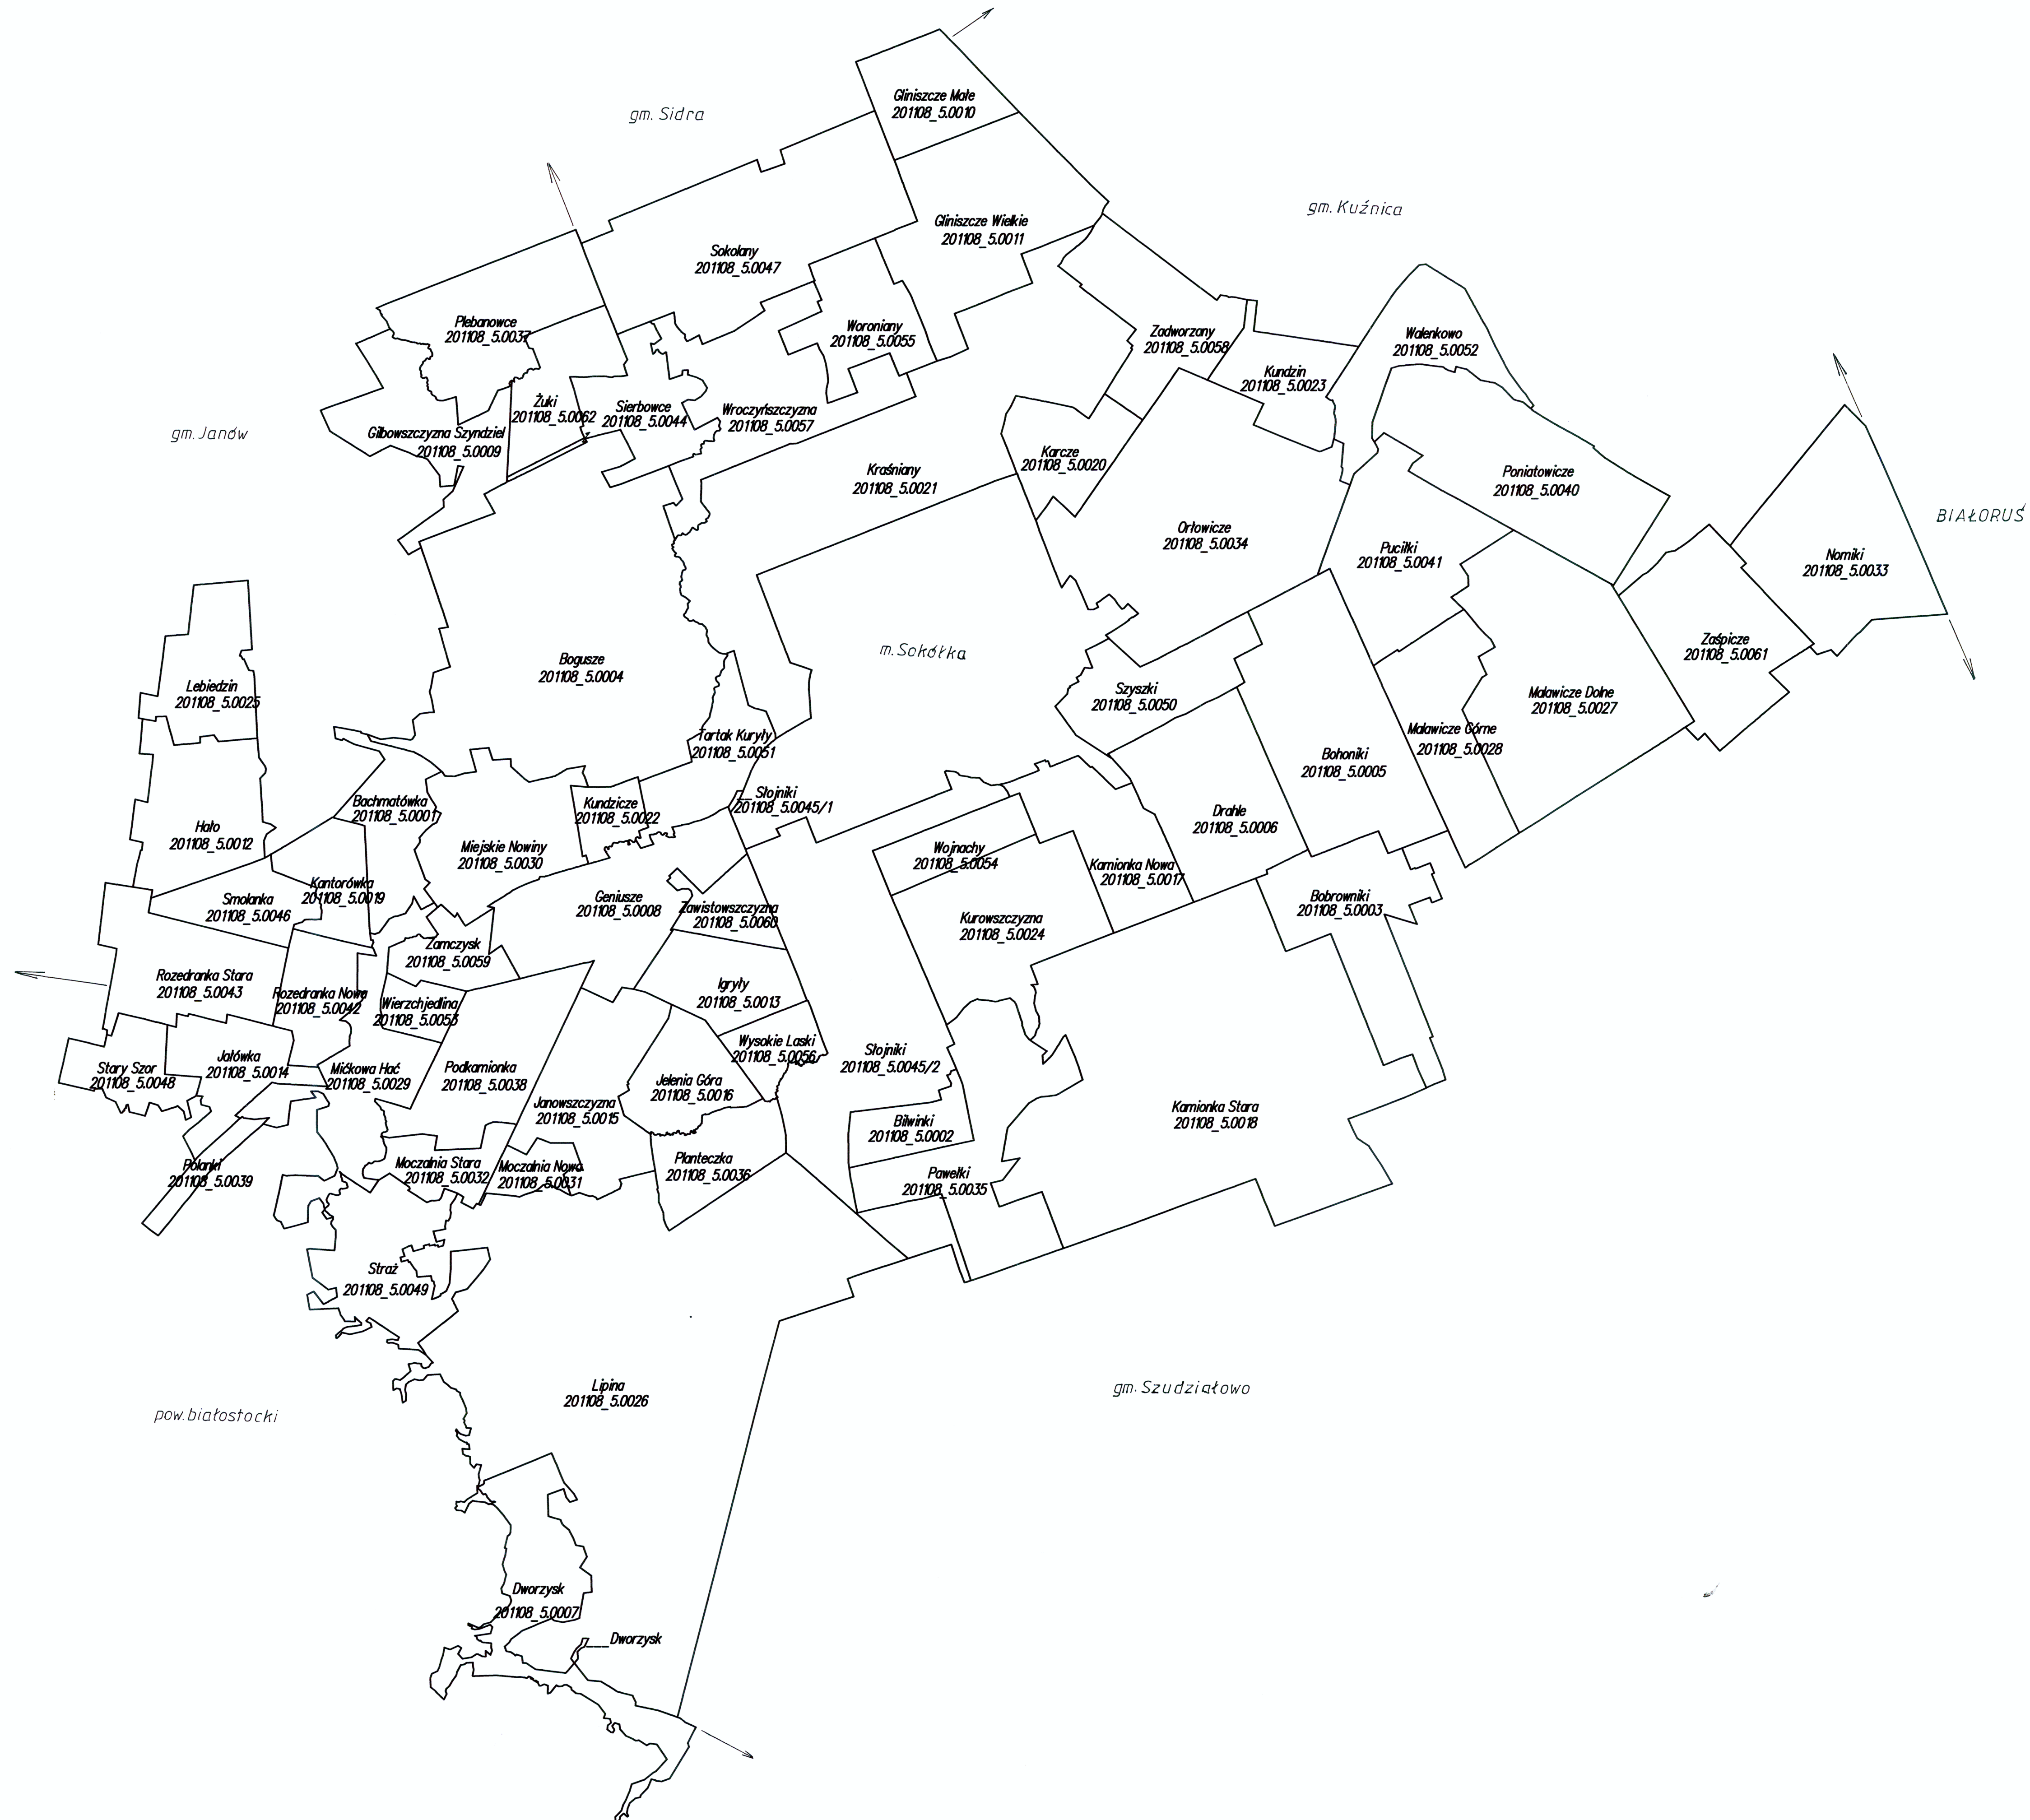 Gliniszcze Małe
201108_5.0010
gm. Sidra
gm. Kuźnica
Gliniszcze Wielkie
201108_5.0011
Sokolany
201108_5.0047
Plebanowce
201108_5.0037
Woroniany
201108_5.0055
Zadworzany
201108_5.0058
Walenkowo
201108_5.0052
Kundzin
201108_5.0023
Żuki
201108_5.0062
Sierbowce
201108_5.0044
Wroczyńszczyzna
201108_5.0057
gm. Janów
Gilbowszczyzna Szyndziel
201108_5.0009
Karcze
201108_5.0020
Kraśniany
201108_5.0021
Poniatowicze
201108_5.0040
BIAŁORUŚ
Orłowicze
201108_5.0034
Puciłki
201108_5.0041
Nomiki
201108_5.0033
Zaśpicze
201108_5.0061
m. Sokółka
Bogusze
201108_5.0004
Lebiedzin
201108_5.0025
Szyszki
201108_5.0050
Malawicze Dolne
201108_5.0027
Malawicze Górne
201108_5.0028
Tartak Kuryły
201108_5.0051
Bohoniki
201108_5.0005
Słojniki
201108_5.0045/1
Bachmatówka
201108_5.0001
Kundzicze
201108_5.0022
Drahle
201108_5.0006
Hało
201108_5.0012
Miejskie Nowiny
201108_5.0030
Wojnachy
201108_5.0054
Kamionka Nowa
201108_5.0017
Kantorówka
201108_5.0019
Smolanka
201108_5.0046
Geniusze
201108_5.0008
Zawistowszczyzna
201108_5.0060
Bobrowniki
201108_5.0003
Kurowszczyzna
201108_5.0024
Zamczysk
201108_5.0059
Rozedranka Stara
201108_5.0043
Rozedranka Nowa
201108_5.0042
Wierzchjedlina
201108_5.0053
Igryły
201108_5.0013
Wysokie Laski
201108_5.0056
Słojniki
201108_5.0045/2
Stary Szor
201108_5.0048
Jałówka
201108_5.0014
Mićkowa Hać
201108_5.0029
Podkamionka
201108_5.0038
Jelenia Góra
201108_5.0016
Janowszczyzna
201108_5.0015
Kamionka Stara
201108_5.0018
Bilwinki
201108_5.0002
Polanki
201108_5.0039
Moczalnia Stara
201108_5.0032
Moczalnia Nowa
201108_5.0031
Planteczka
201108_5.0036
Pawełki
201108_5.0035
Straż
201108_5.0049
Lipina
201108_5.0026
gm. Szudziałowo
pow. białostocki
Dworzysk
201108_5.0007
___Dworzysk